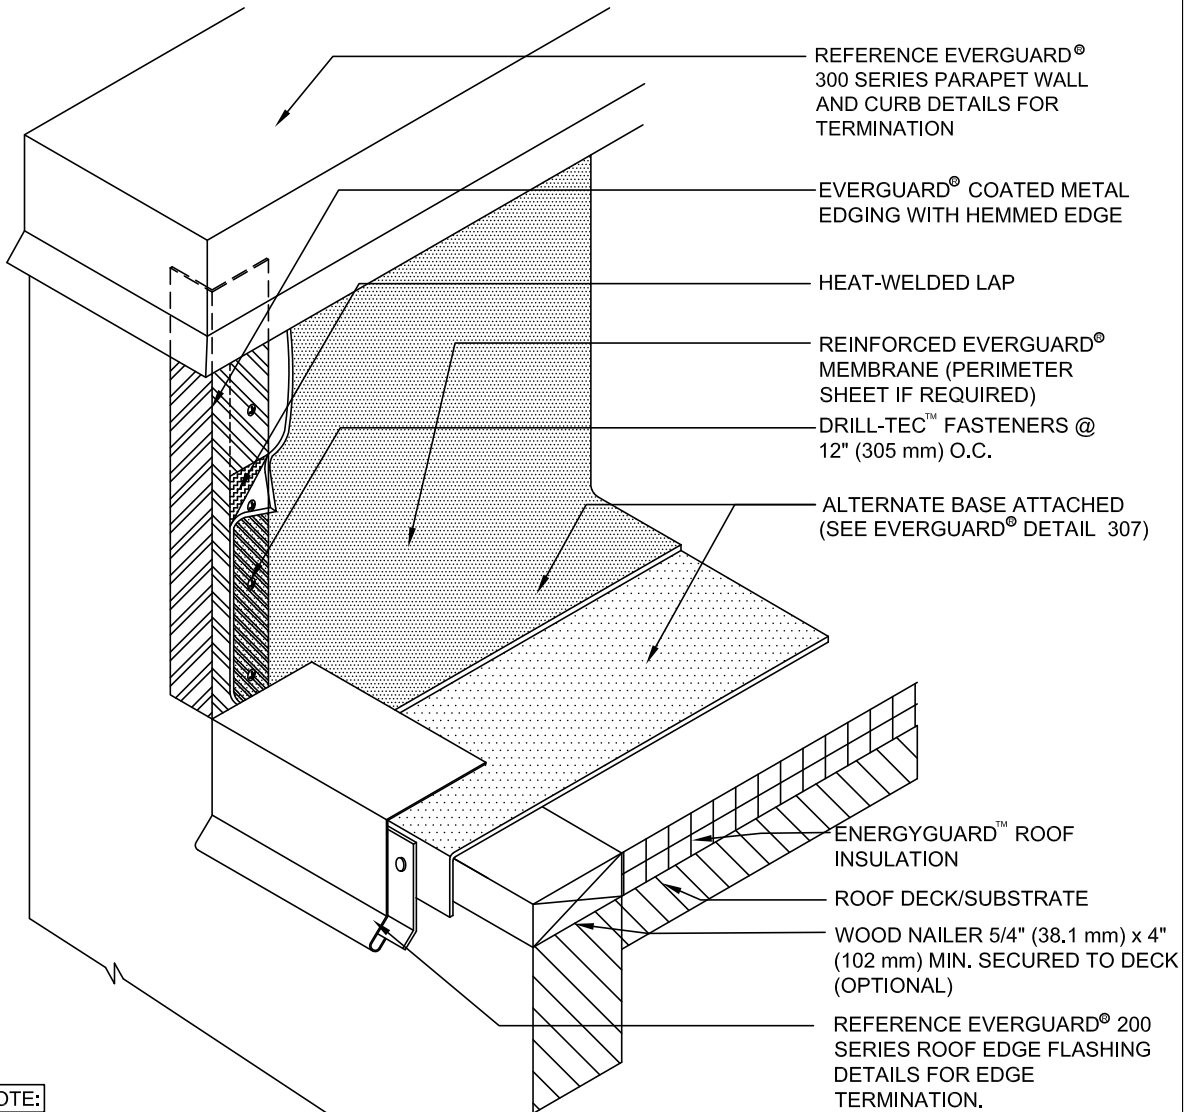 REFERENCE EVERGUARD®
300 SERIES PARAPET WALL
AND CURB DETAILS FOR
TERMINATION
EVERGUARD® COATED METAL
EDGING WITH HEMMED EDGE
HEAT-WELDED LAP
REINFORCED EVERGUARD®
MEMBRANE (PERIMETER
SHEET IF REQUIRED)
DRILL-TEC™ FASTENERS @
12" (305 mm) O.C.
ALTERNATE BASE ATTACHED
(SEE EVERGUARD® DETAIL 307)
ENERGYGUARD™ ROOF
INSULATION
ROOF DECK/SUBSTRATE
WOOD NAILER 5/4" (38.1 mm) x 4"
(102 mm) MIN. SECURED TO DECK
(OPTIONAL)
REFERENCE EVERGUARD® 200
SERIES ROOF EDGE FLASHING
DETAILS FOR EDGE
TERMINATION.
OTE: